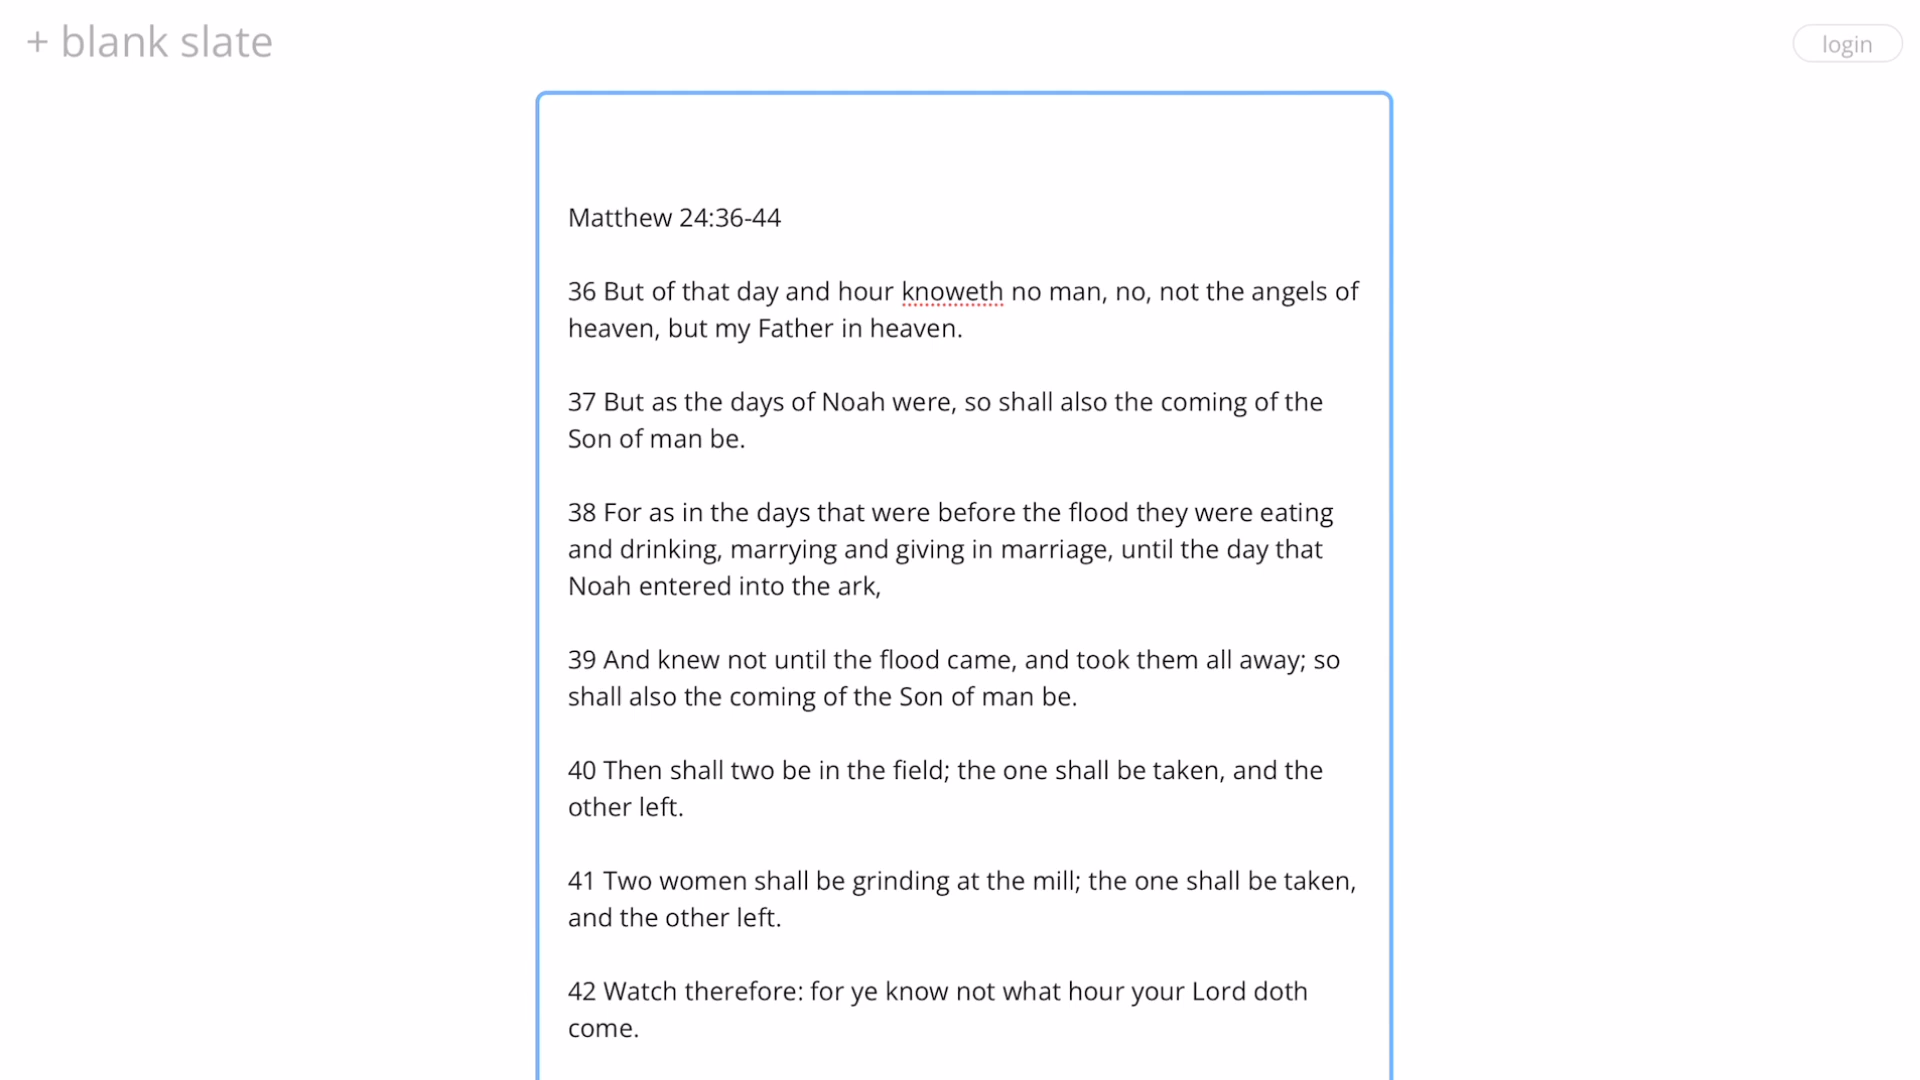 + blank slate
login
Matthew 24:36-44
36 But of that day and hour knoweth no man, no, not the angels of
heaven, but my Father in heaven.
37 But as the days of Noah were, so shall also the coming of the
Son of man be.
38 For as in the days that were before the flood they were eating
and drinking, marrying and giving in marriage, until the day that
Noah entered into the ark,
39 And knew not until the flood came, and took them all away; so
shall also the coming of the Son of man be.
40 Then shall two be in the field; the one shall be taken, and the
other left.
41 Two women shall be grinding at the mill; the one shall be taken,
and the other left.
42 Watch therefore: for ye know not what hour your Lord doth
come.